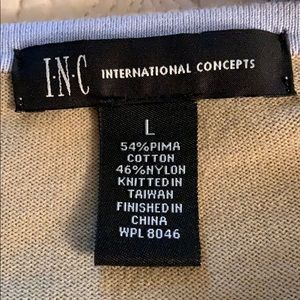 I·N·C INTERNATIONAL CONCEPTS
L
54%PIMA
COTTON
46%NYLON
KNITTED IN
TAIWAN
FINISHED IN
CHINA
WPL 8046